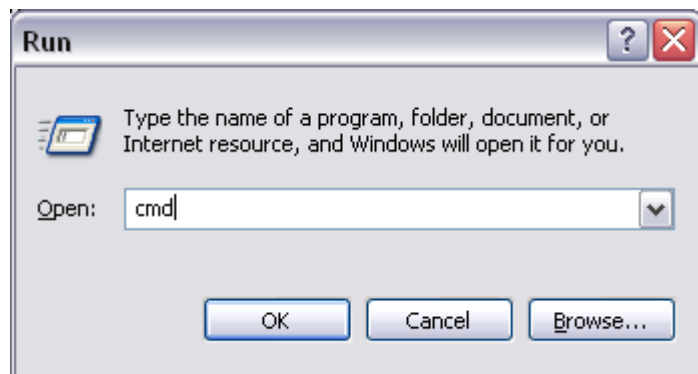 Run
Type the name of a program, folder, document, or
Internet resource, and Windows will open it for you.
Open: cmd
OK Cancel Browse...